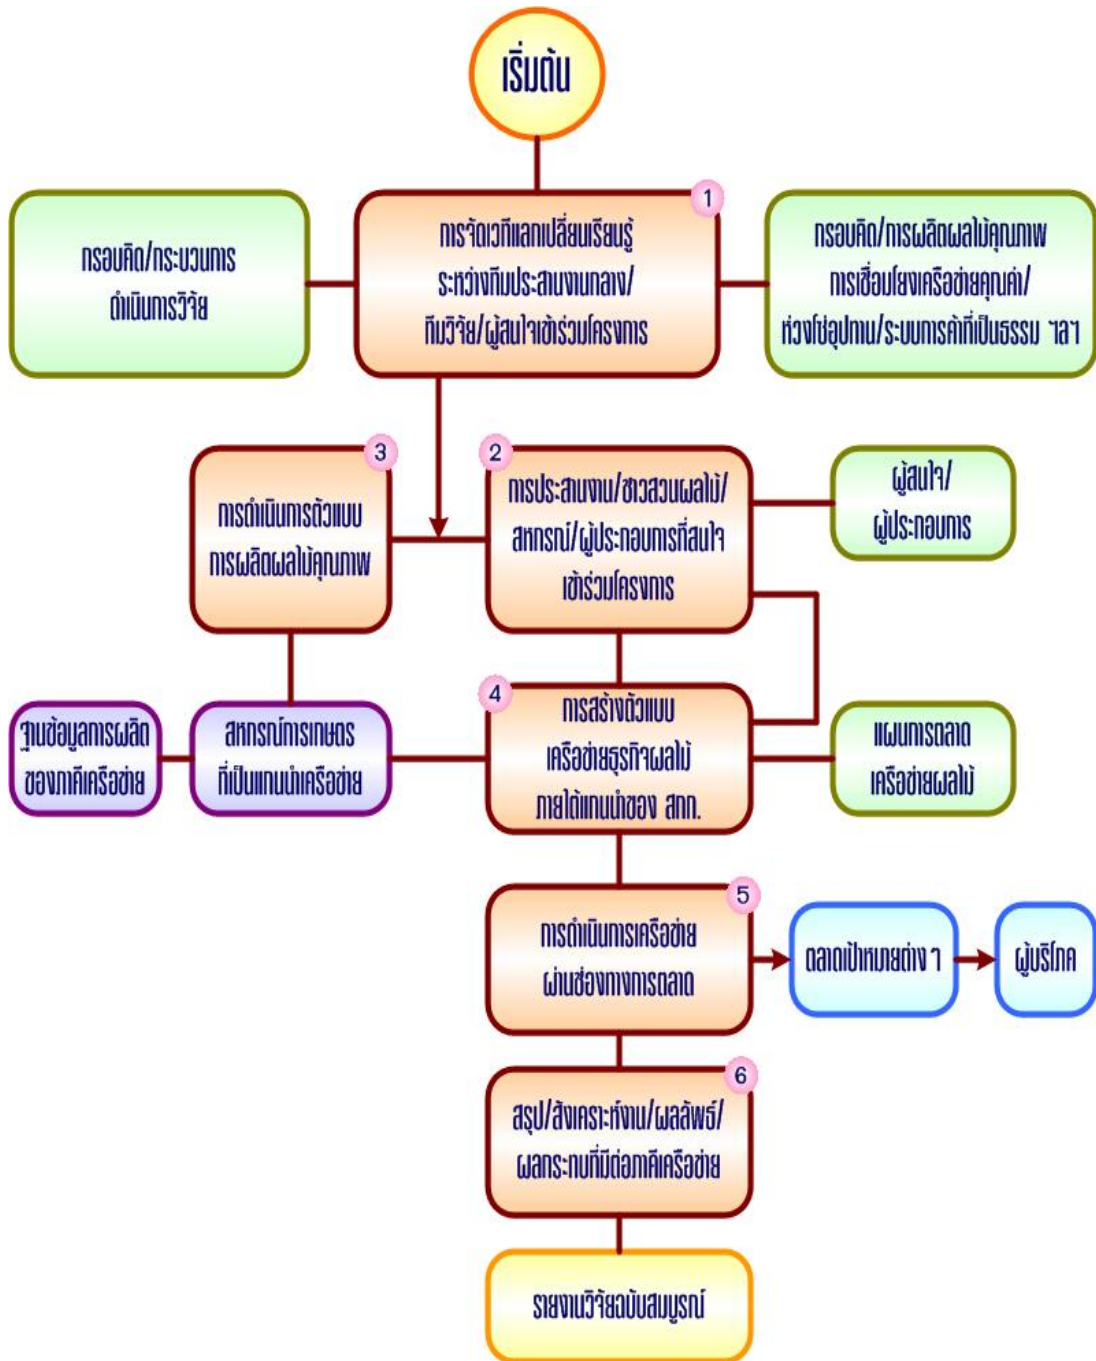 เริ่มต้น
กรอบคิด/กระบวนการ
ดำเนินการวิจัย
1
การจัดเวทีแลกเปลี่ยนเรียนรู้
ระหว่างทีมประสานงานกลาง/
ทีมวิจัย/ผู้สนใจเข้าร่วมโครงการ
กรอบคิด/การผลิตผลไม้คุณภาพ
การเชื่อมโยงเครือข่ายคุณค่า/
ห่วงโซ่อุปทาน/ระบบการค้าที่เป็นธรรม ฯลฯ
3
การดำเนินการตัวแบบ
การผลิตผลไม้คุณภาพ
2
การประสานงาน/ชาวสวนผลไม้/
สหกรณ์/ผู้ประกอบการที่สนใจ
เข้าร่วมโครงการ
ผู้สนใจ/
ผู้ประกอบการ
ฐานข้อมูลการผลิต
ของภาคีเครือข่าย
สหกรณ์การเกษตร
ที่เป็นแกนนำเครือข่าย
4
การสร้างตัวแบบ
เครือข่ายธุรกิจผลไม้
ภายใต้แกนนำของ สกก.
แผนการตลาด
เครือข่ายผลไม้
5
การดำเนินการเครือข่าย
ผ่านช่องทางการตลาด
ตลาดเป้าหมายต่าง ๆ
ผู้บริโภค
6
สรุป/สังเคราะห์งาน/ผลลัพธ์/
ผลกระทบที่มีต่อภาคีเครือข่าย
รายงานวิจัยฉบับสมบูรณ์